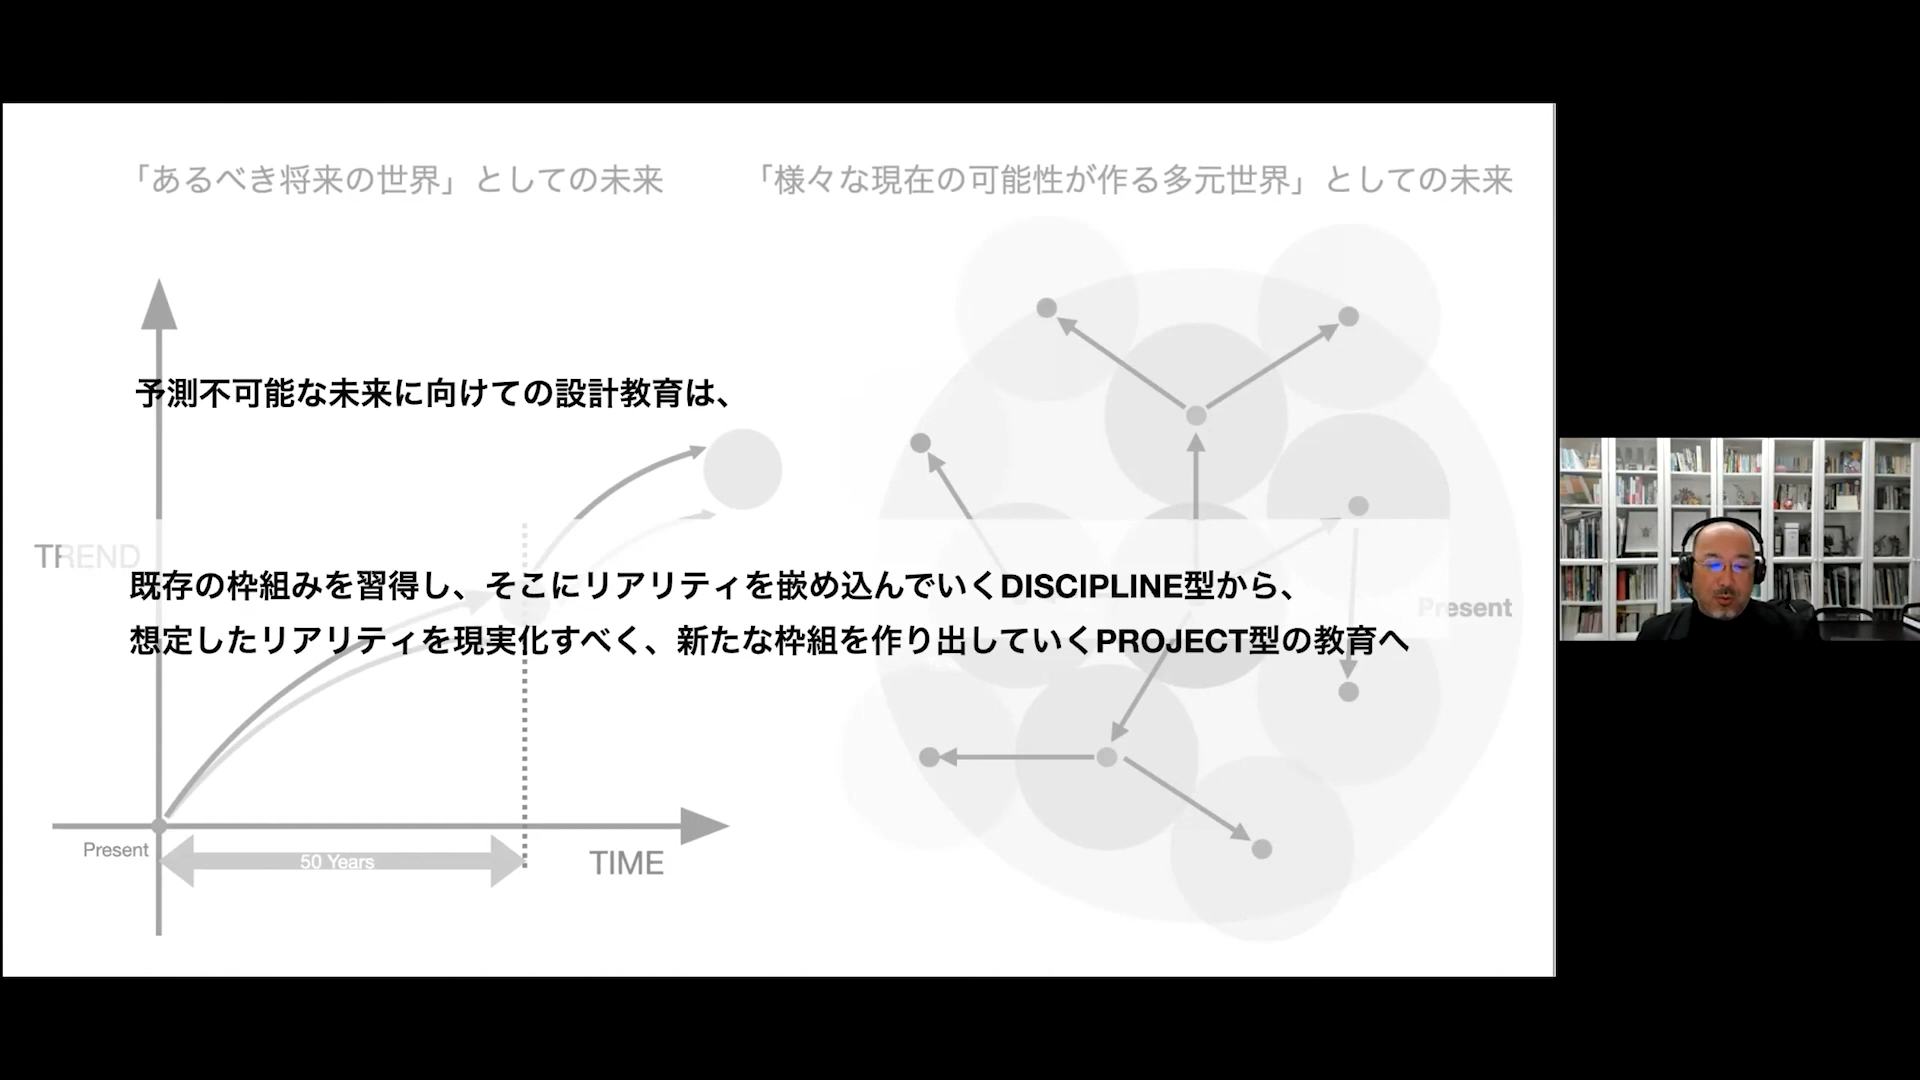 「あるべき将来の世界」としての未来
「様々な現在の可能性が作る多元世界」としての未来
予測不可能な未来に向けての設計教育は、
TREND
既存の枠組みを習得し、そこにリアリティを嵌め込んでいくDISCIPLINE型から、
Present
想定したリアリティを現実化すべく、新たな枠組を作り出していくPROJECT型の教育へ
Present
50 Years
TIME